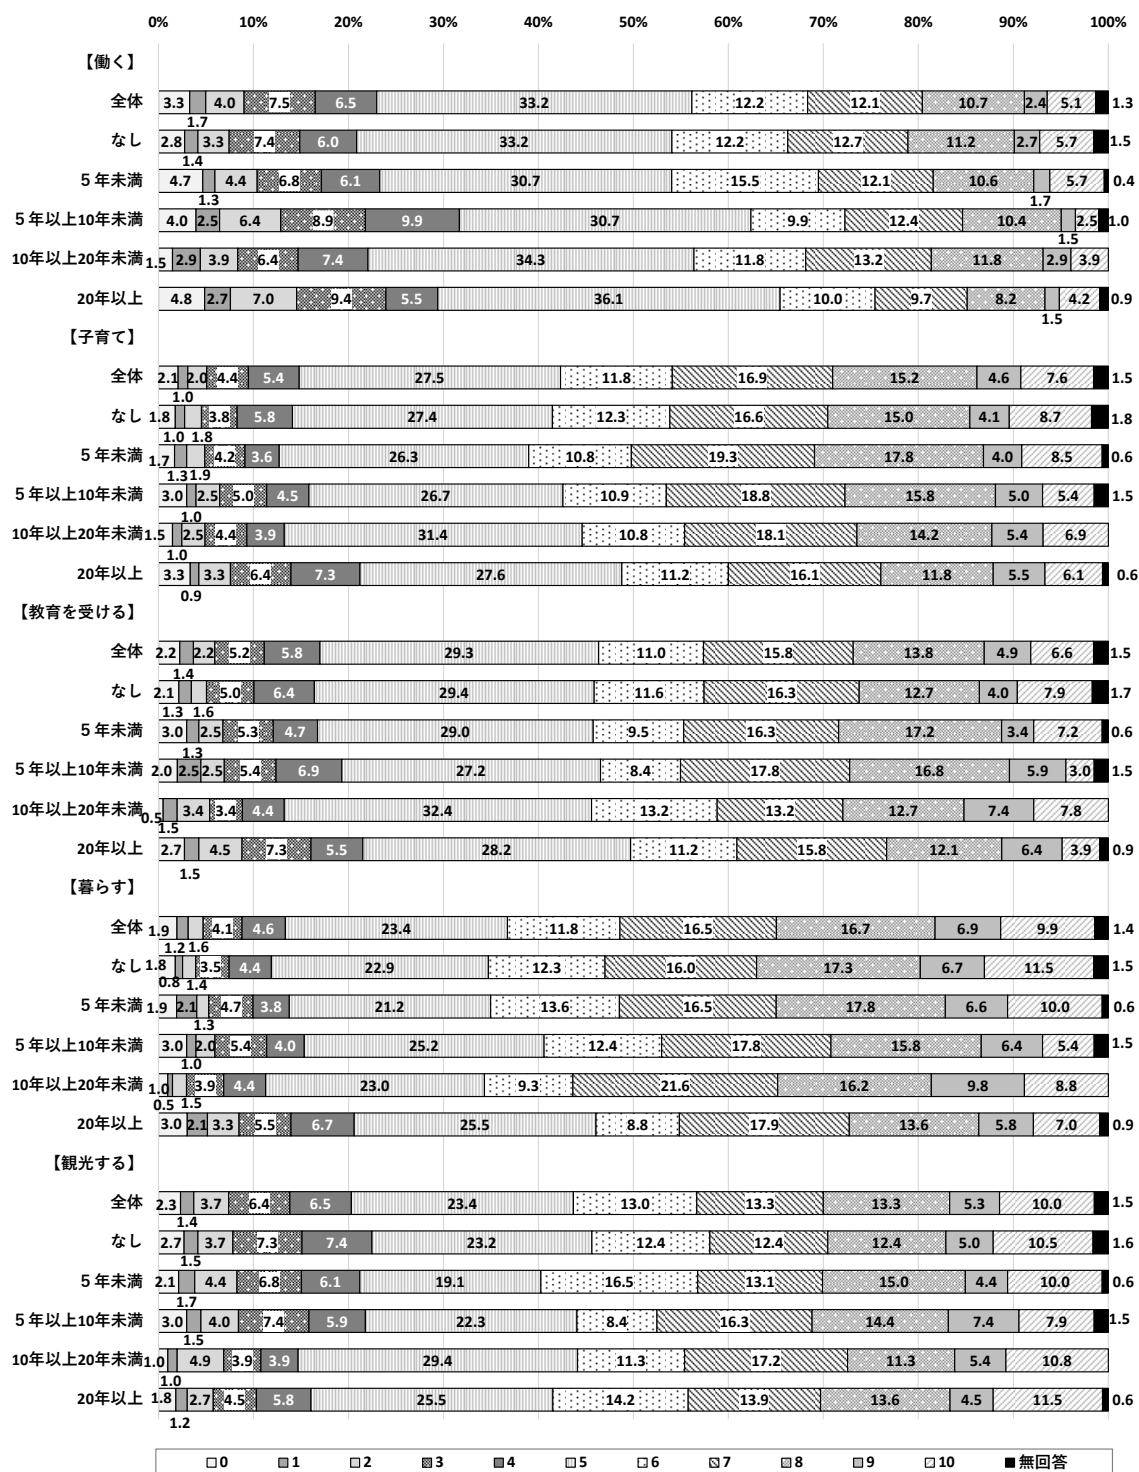 0% 10% 20% 30% 40% 50% 60% 70% 80% 90% 100%
【働く】
全体 3.3 1.7 4.0 7.5 6.5 33.2 12.2 12.1 10.7 2.4 5.1 1.3
なし 2.8 1.4 3.3 7.4 6.0 33.2 12.2 12.7 11.2 2.7 5.7 1.5
5年未満 4.7 1.3 4.4 6.8 6.1 30.7 15.5 12.1 10.6 1.7 5.7 0.4
5年以上10年未満 4.0 2.5 6.4 8.9 9.9 30.7 9.9 12.4 10.4 1.5 2.5 1.0
10年以上20年未満 1.5 2.9 3.9 6.4 7.4 34.3 11.8 13.2 11.8 2.9 3.9
20年以上 4.8 2.7 7.0 9.4 5.5 36.1 10.0 9.7 8.2 1.5 4.2 0.9
【子育て】
全体 2.1 1.0 2.0 4.4 5.4 27.5 11.8 16.9 15.2 4.6 7.6 1.5
なし 1.8 1.0 1.8 3.8 5.8 27.4 12.3 16.6 15.0 4.1 8.7 1.8
5年未満 1.7 1.3 1.9 4.2 3.6 26.3 10.8 19.3 17.8 4.0 8.5 0.6
5年以上10年未満 3.0 1.0 2.5 5.0 4.5 26.7 10.9 18.8 15.8 5.0 5.4 1.5
10年以上20年未満 1.5 1.0 2.5 4.4 3.9 31.4 10.8 18.1 14.2 5.4 6.9
20年以上 3.3 0.9 3.3 6.4 7.3 27.6 11.2 16.1 11.8 5.5 6.1 0.6
【教育を受ける】
全体 2.2 1.4 2.2 5.2 5.8 29.3 11.0 15.8 13.8 4.9 6.6 1.5
なし 2.1 1.3 1.6 5.0 6.4 29.4 11.6 16.3 12.7 4.0 7.9 1.7
5年未満 3.0 1.3 2.5 5.3 4.7 29.0 9.5 16.3 17.2 3.4 7.2 0.6
5年以上10年未満 2.0 2.5 2.5 5.4 6.9 27.2 8.4 17.8 16.8 5.9 3.0 1.5
10年以上20年未満 0.5 1.5 3.4 3.4 4.4 32.4 13.2 13.2 12.7 7.4 7.8
20年以上 2.7 1.5 4.5 7.3 5.5 28.2 11.2 15.8 12.1 6.4 3.9 0.9
【暮らす】
全体 1.9 1.2 1.6 4.1 4.6 23.4 11.8 16.5 16.7 6.9 9.9 1.4
なし 1.8 0.8 1.4 3.5 4.4 22.9 12.3 16.0 17.3 6.7 11.5 1.5
5年未満 1.9 2.1 1.3 4.7 3.8 21.2 13.6 16.5 17.8 6.6 10.0 0.6
5年以上10年未満 3.0 1.0 2.0 5.4 4.0 25.2 12.4 17.8 15.8 6.4 5.4 1.5
10年以上20年未満 1.0 0.5 1.5 3.9 4.4 23.0 9.3 21.6 16.2 9.8 8.8
20年以上 3.0 2.1 3.3 5.5 6.7 25.5 8.8 17.9 13.6 5.8 7.0 0.9
【観光する】
全体 2.3 1.4 3.7 6.4 6.5 23.4 13.0 13.3 13.3 5.3 10.0 1.5
なし 2.7 1.5 3.7 7.3 7.4 23.2 12.4 12.4 12.4 5.0 10.5 1.6
5年未満 2.1 1.7 4.4 6.8 6.1 19.1 16.5 13.1 15.0 4.4 10.0 0.6
5年以上10年未満 3.0 1.5 4.0 7.4 5.9 22.3 8.4 16.3 14.4 7.4 7.9 1.5
10年以上20年未満 1.0 1.0 4.9 3.9 3.9 29.4 11.3 17.2 11.3 5.4 10.8
20年以上 1.8 1.2 2.7 4.5 5.8 25.5 14.2 13.9 13.6 4.5 11.5 0.6
0 1 2 3 4 5 6 7 8 9 10 無回答